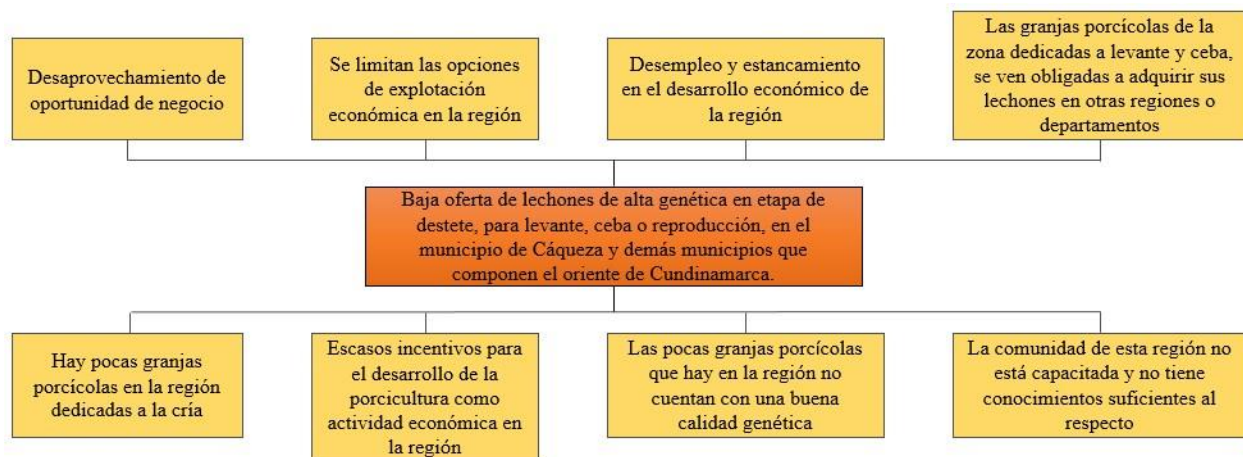 Desaprovechamiento de
oportunidad de negocio
Se limitan las opciones
de explotación
económica en la región
Desempleo y estancamiento
en el desarrollo económico de
la región
Las granjas porcícolas de la
zona dedicadas a levante y ceba,
se ven obligadas a adquirir sus
lechones en otras regiones o
departamentos
Baja oferta de lechones de alta genética en etapa de
destete, para levante, ceba o reproducción, en el
municipio de Cáqueza y demás municipios que
componen el oriente de Cundinamarca.
Hay pocas granjas
porcícolas en la región
dedicadas a la cría
Escasos incentivos para
el desarrollo de la
porcicultura como
actividad económica en
la región
Las pocas granjas porcícolas
que hay en la región no
cuentan con una buena
calidad genética
La comunidad de esta región no
está capacitada y no tiene
conocimientos suficientes al
respecto